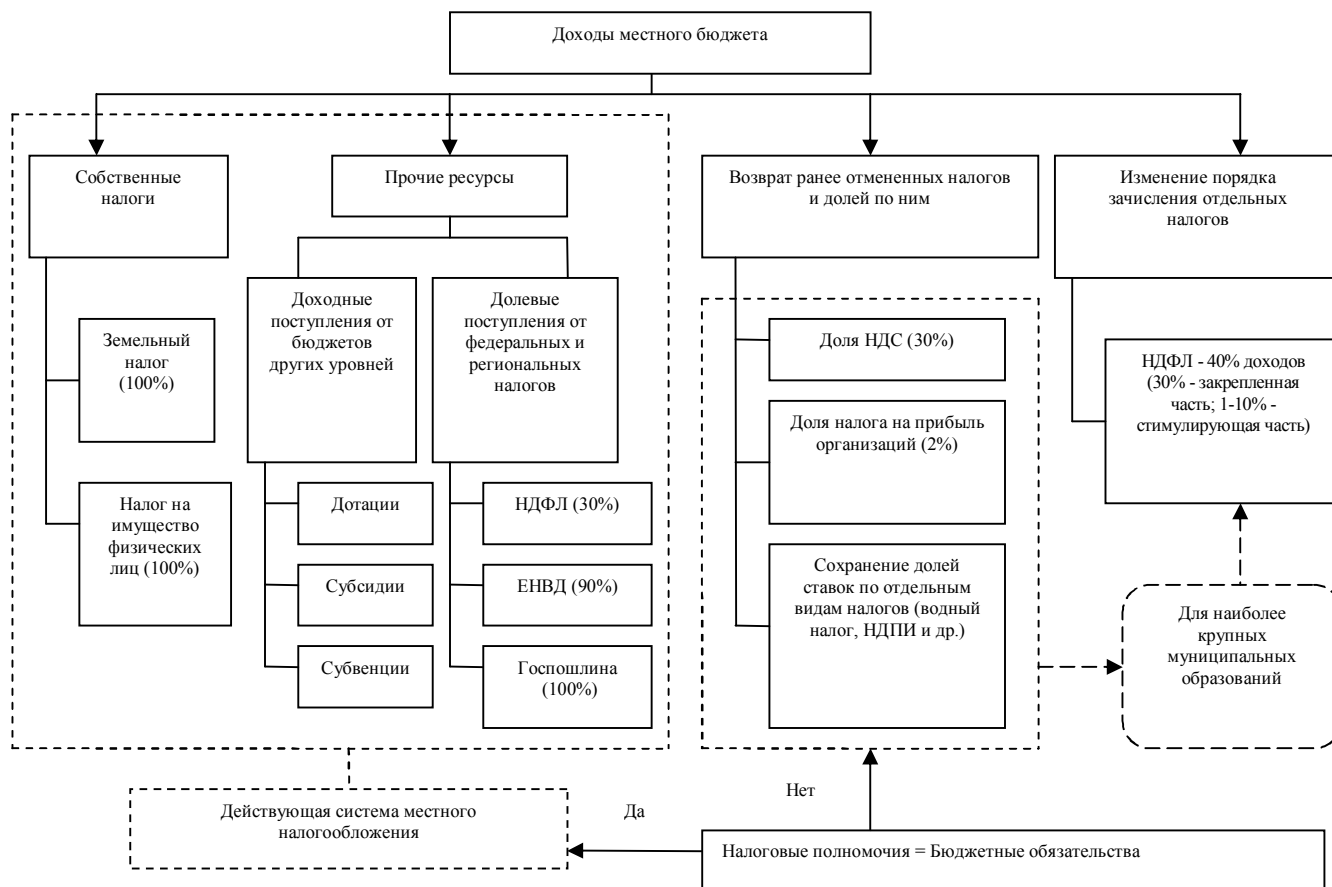 Доходы местного бюджета
Собственные
налоги
Прочие ресурсы
Возврат ранее отмененных налогов
и долей по ним
Изменение порядка
зачисления отдельных
налогов
Земельный
налог
(100%)
Налог на
имущество
физических
лиц (100%)
Доходные
поступления от
бюджетов
других уровней
Дотации
Субсидии
Субвенции
Долевые
поступления от
федеральных и
региональных
налогов
НДФЛ (30%)
ЕНВД (90%)
Госпошлина
(100%)
Доля НДС (30%)
Доля налога на прибыль
организаций (2%)
Сохранение долей
ставок по отдельным
видам налогов (водный
налог, НДПИ и др.)
НДФЛ - 40% доходов
(30% - закрепленная
часть; 1-10% -
стимулирующая часть)
Для наиболее
крупных
муниципальных
образований
Действующая система местного
налогообложения
Да
Нет
Налоговые полномочия = Бюджетные обязательства